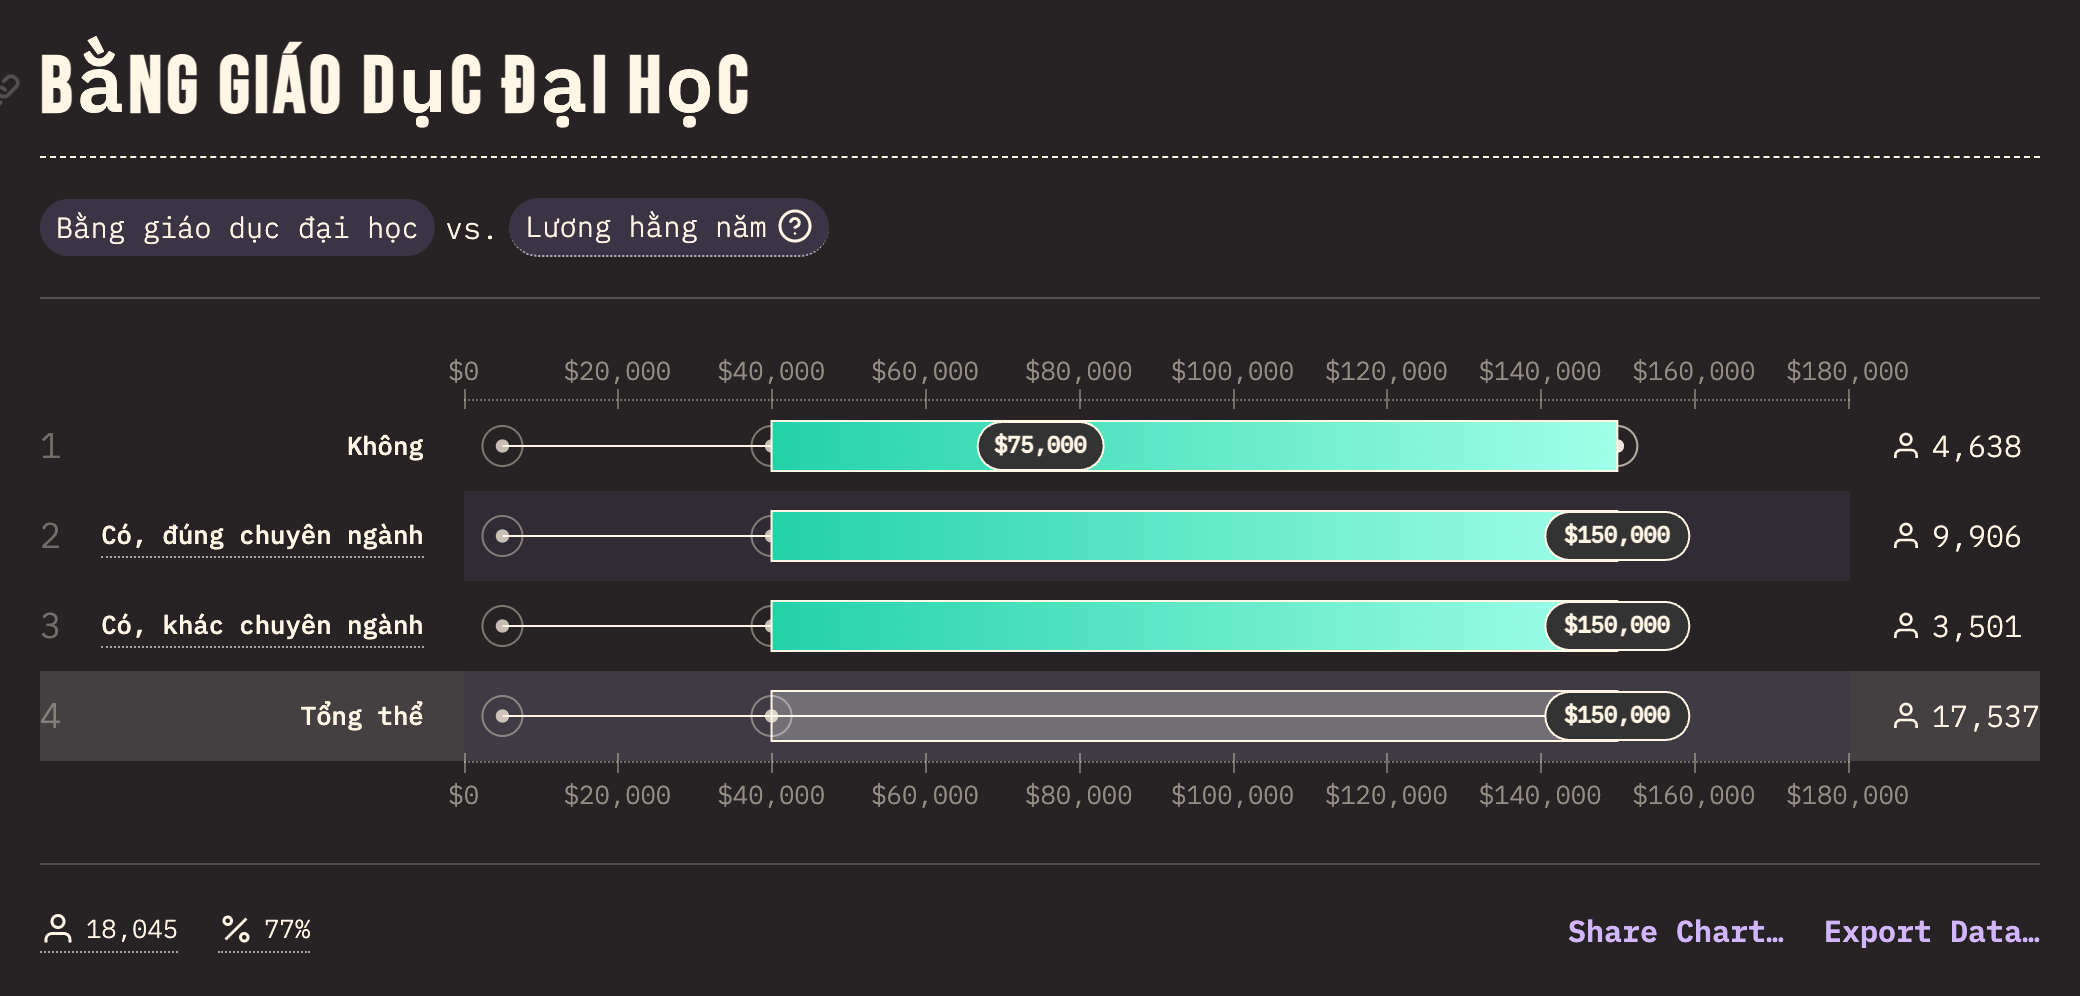 BằNG GIÁO DụC ĐạI HọC
Bằng giáo dục đại học vs. Lương hằng năm ?
$0 $20,000 $40,000 $60,000 $80,000 $100,000 $120,000 $140,000 $160,000 $180,000
1 Không $75,000 4,638
2 Có, đúng chuyên ngành $150,000 9,906
3 Có, khác chuyên ngành $150,000 3,501
4 Tổng thể $150,000 17,537
$0 $20,000 $40,000 $60,000 $80,000 $100,000 $120,000 $140,000 $160,000 $180,000
18,045 % 77% Share Chart… Export Data…